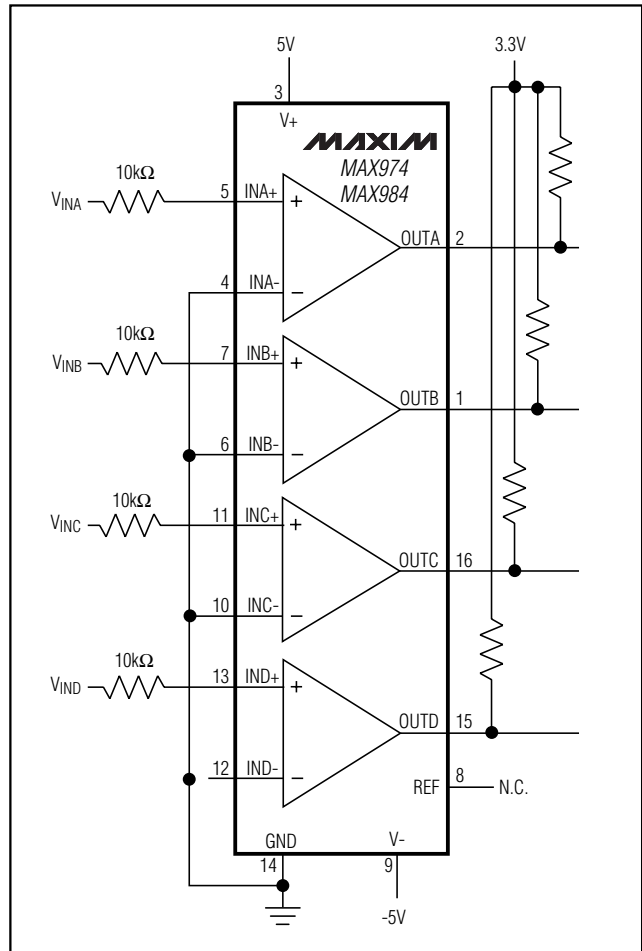 5V
3.3V
3
V+
MAXIM
MAX974
MAX984
10kΩ
VINA
5
INA+
+
OUTA
2
4
INA-
−
10kΩ
VINB
7
INB+
+
OUTB
1
6
INB-
−
10kΩ
VINC
11
INC+
+
OUTC
16
10
INC-
−
10kΩ
VIND
13
IND+
+
OUTD
15
12
IND-
−
REF
8
N.C.
GND
14
V-
9
-5V